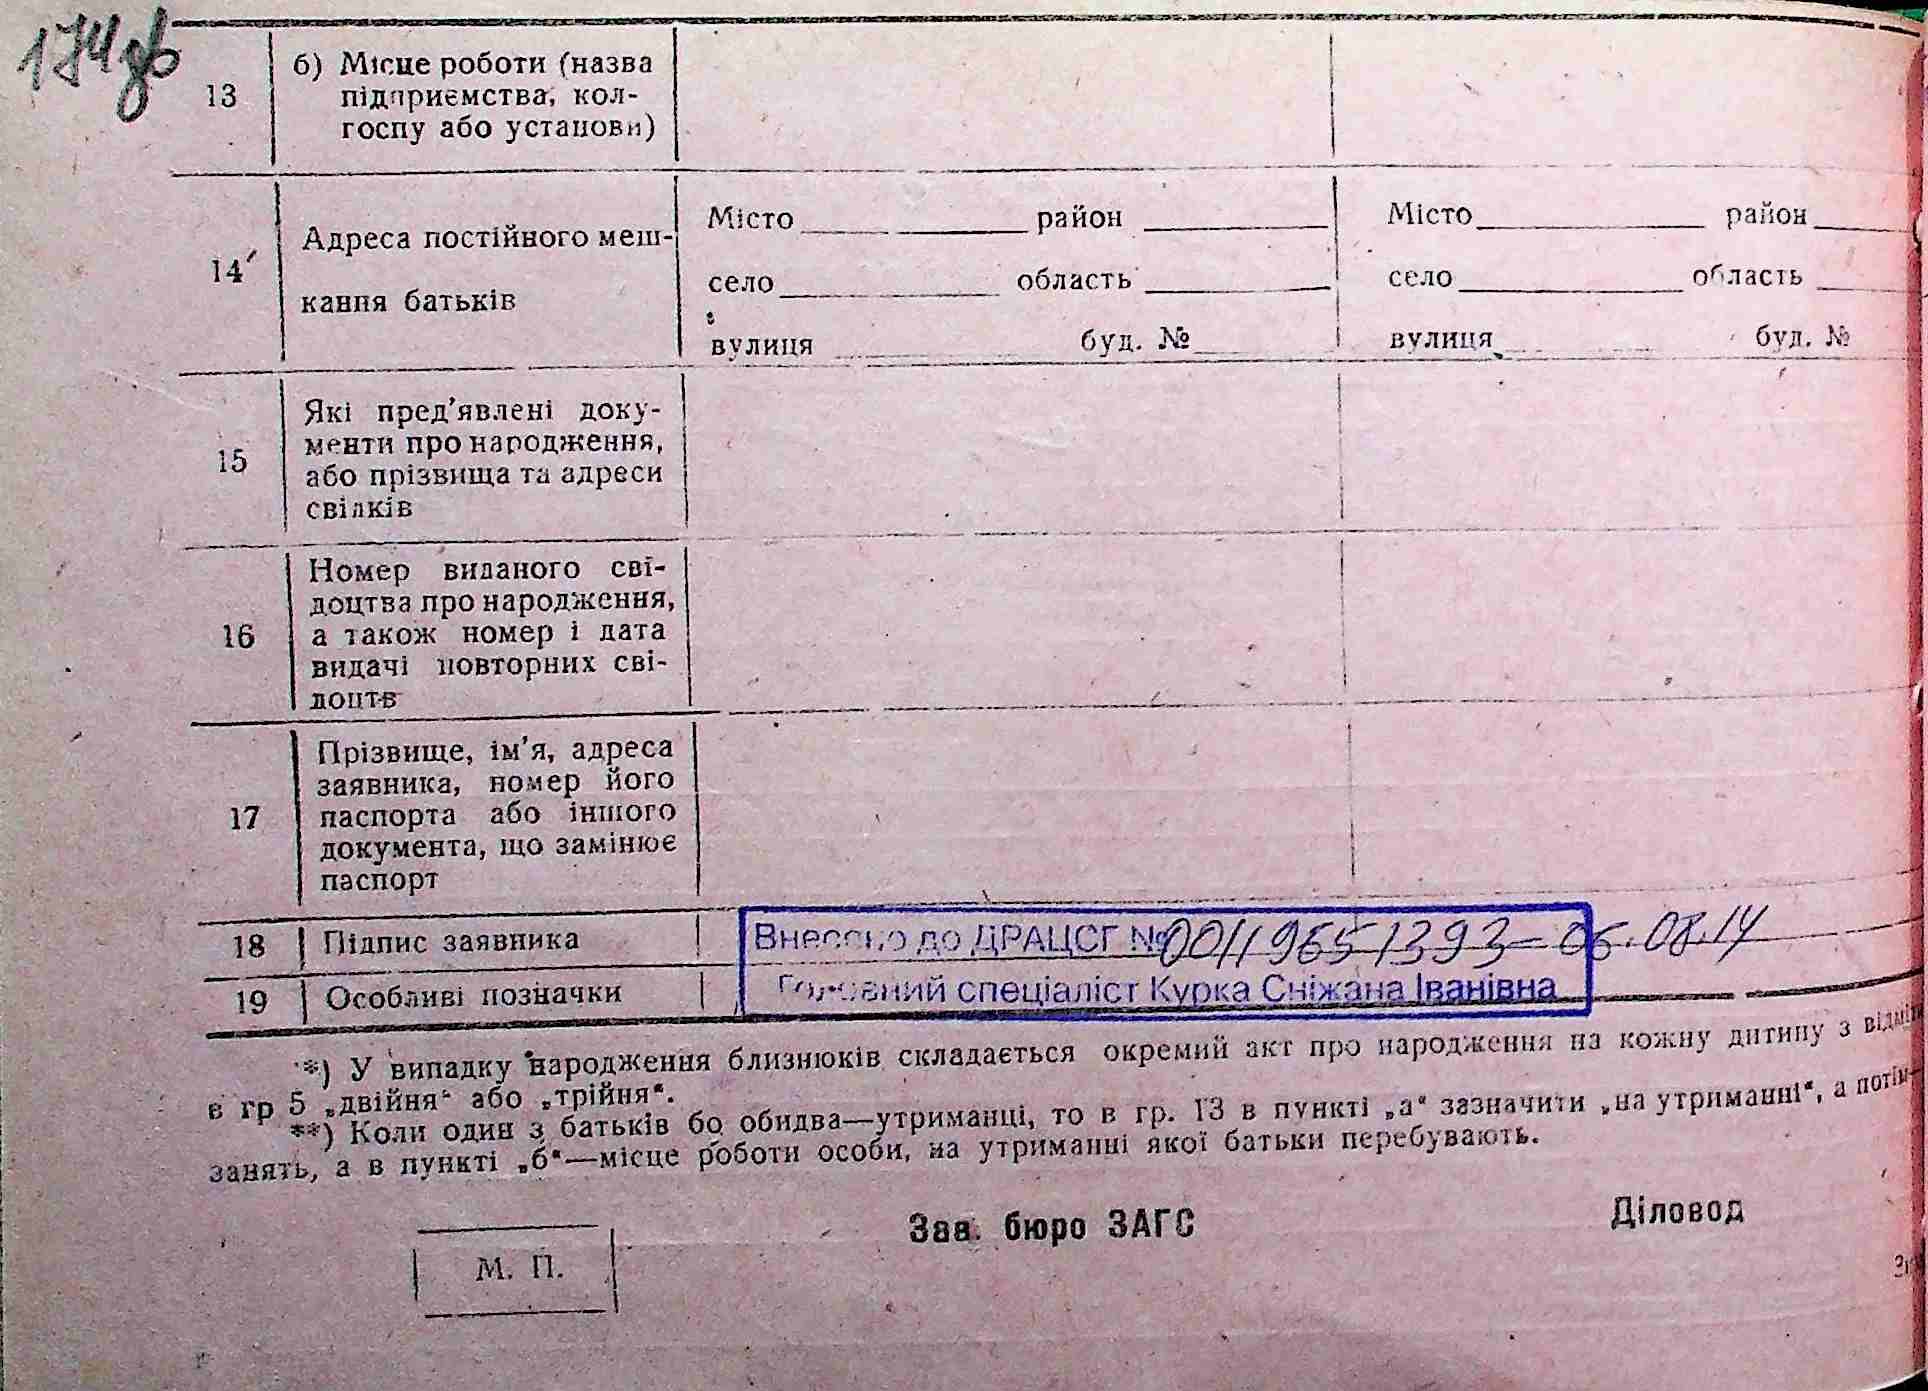 174зв
13
б) Місце роботи (назва
підприємства, кол-
госпу або установи)
14
Адреса постійного меш-
кання батьків
Місто район
село область
вулиця буд. №
Місто район
село область
вулиця буд. №
15
Які пред'явлені доку-
менти про народження,
або прізвища та адреси
свідків
16
Номер виданого сві-
доцтва про народження,
а також номер і дата
видачі повторних сві-
доцтв
17
Прізвище, ім'я, адреса
заявника, номер його
паспорта або іншого
документа, що замінює
паспорт
18 Підпис заявника
Внесено до ДРАЦСГ № 00119651393 - 06.08.14
19 Особливі позначки
Головний спеціаліст Курка Сніжана Іванівна
*) У випадку народження близнюків складається окремий акт про народження на кожну дитину з
в гр 5 „двійня“ або „трійня“.
**) Коли один з батьків бо обидва—утриманці, то в гр. 13 в пункті „а“ зазначити „на утриманні“, а потім—
занять, а в пункті „б“—місце роботи особи, на утриманні якої батьки перебувають.
Зав. бюро ЗАГС Діловод
М. П.